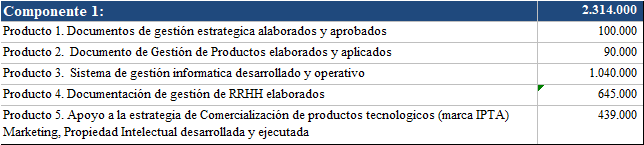 Componente 1: 2.314.000
Producto 1. Documentos de gestión estrategica alaborados y aprobados 100.000
Producto 2.  Documento de Gestión de Productos elaborados y aplicados 90.000
Producto 3.  Sistema de gestión informatica desarrollado y operativo 1.040.000
Producto 4. Documentación de gestión de RRHH elaborados 645.000
Producto 5. Apoyo a la estrategia de Comercialización de productos tecnologicos (marca IPTA) 439.000
Marketing, Propiedad Intelectual desarrollada y ejecutada